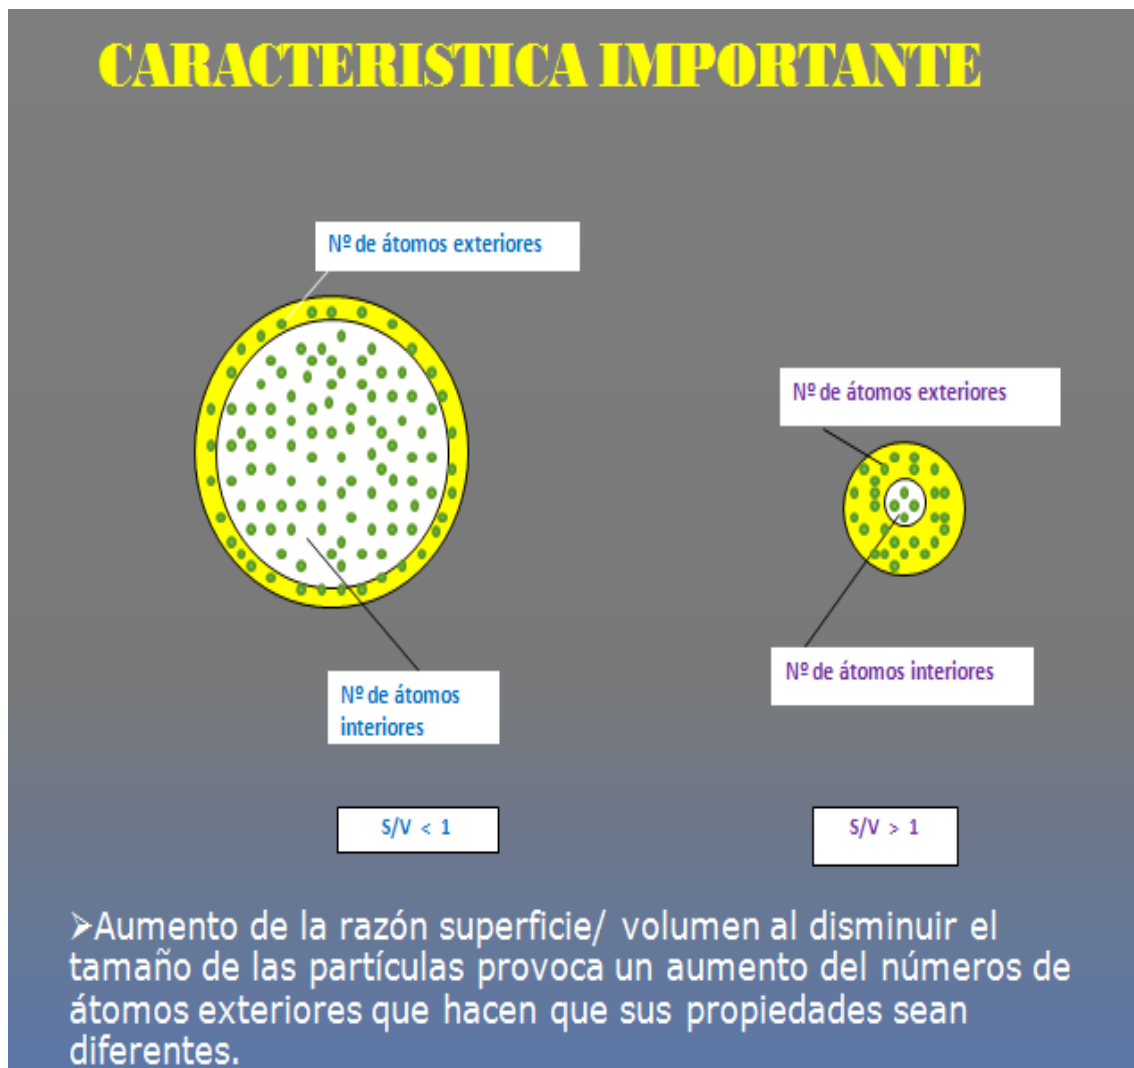 CARACTERISTICA IMPORTANTE
Nº de átomos exteriores
Nº de átomos exteriores
Nº de átomos interiores
Nº de átomos
interiores
S/V < 1
S/V > 1
➢Aumento de la razón superficie/ volumen al disminuir el
tamaño de las partículas provoca un aumento del números de
átomos exteriores que hacen que sus propiedades sean
diferentes.